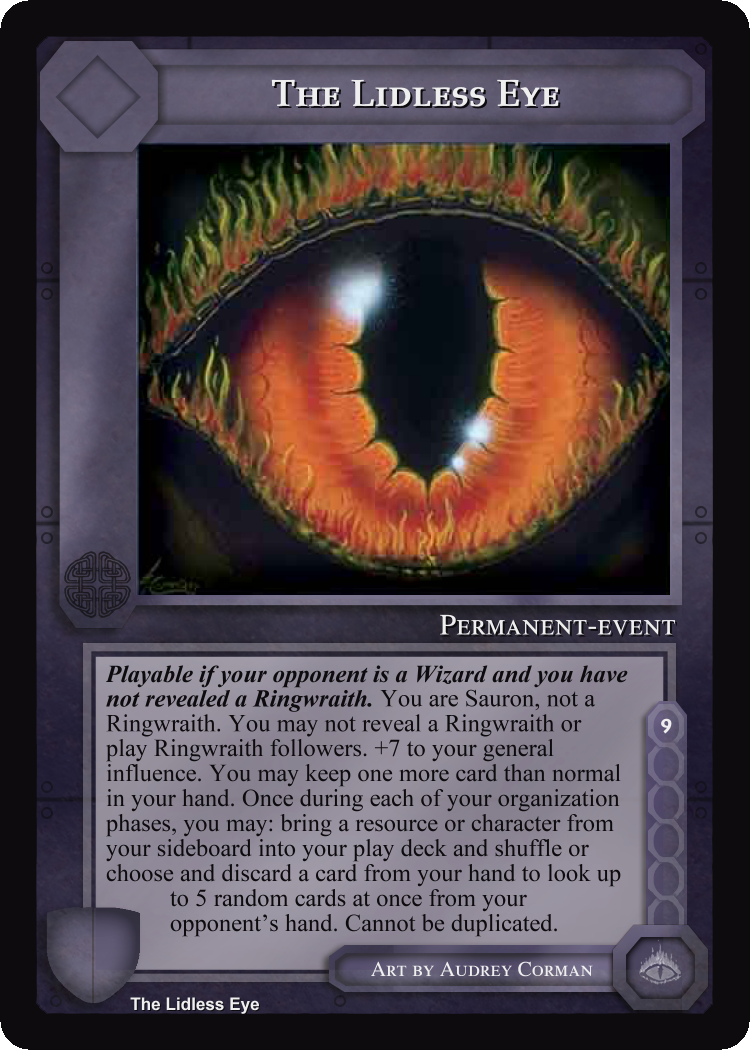 The Lidless Eye
Permanent-event
Playable if your opponent is a Wizard and you have
not revealed a Ringwraith. You are Sauron, not a
Ringwraith. You may not reveal a Ringwraith or
play Ringwraith followers. +7 to your general
influence. You may keep one more card than normal
in your hand. Once during each of your organization
phases, you may: bring a resource or character from
your sideboard into your play deck and shuffle or
choose and discard a card from your hand to look up
to 5 random cards at once from your
opponent's hand. Cannot be duplicated.
9
Art by Audrey Corman
The Lidless Eye